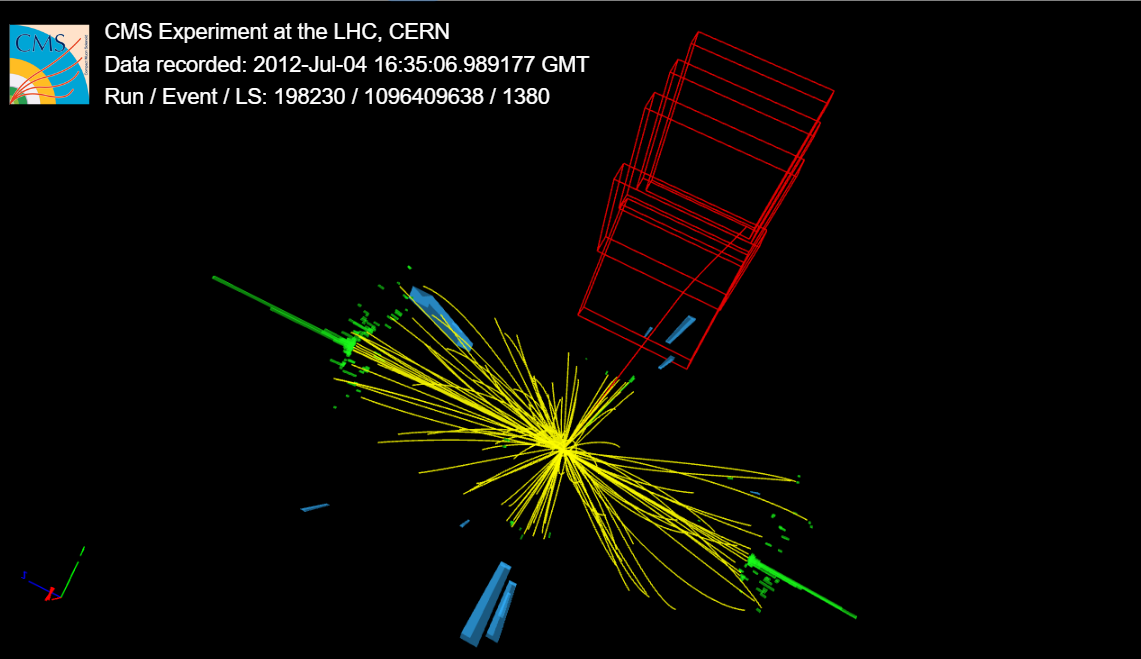 CMS
CMS Experiment at the LHC, CERN
Data recorded: 2012-Jul-04 16:35:06.989177 GMT
Run / Event / LS: 198230 / 1096409638 / 1380